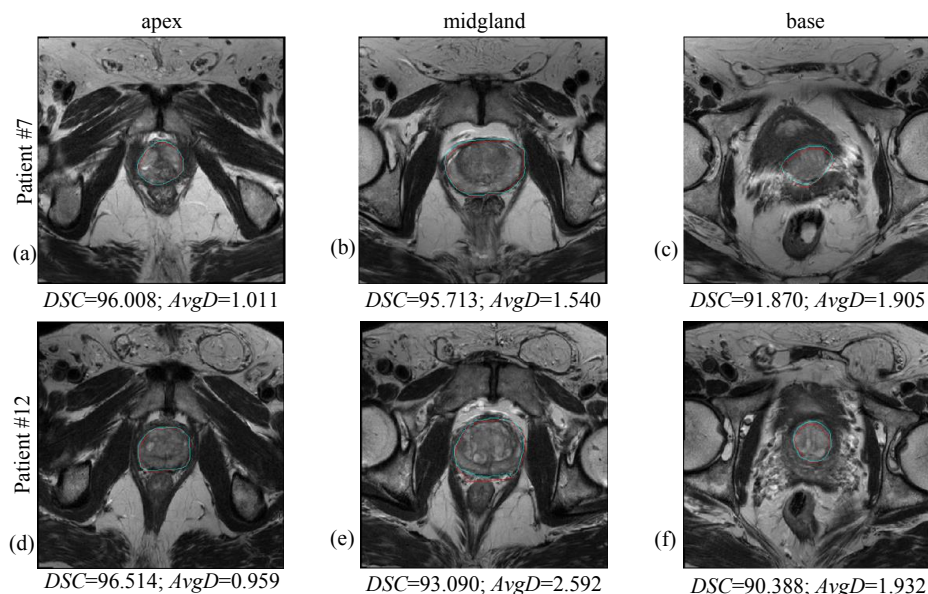 apex midgland base
Patient #7
(a) (b) (c)
DSC=96.008; AvgD=1.011 DSC=95.713; AvgD=1.540 DSC=91.870; AvgD=1.905
Patient #12
(d) (e) (f)
DSC=96.514; AvgD=0.959 DSC=93.090; AvgD=2.592 DSC=90.388; AvgD=1.932